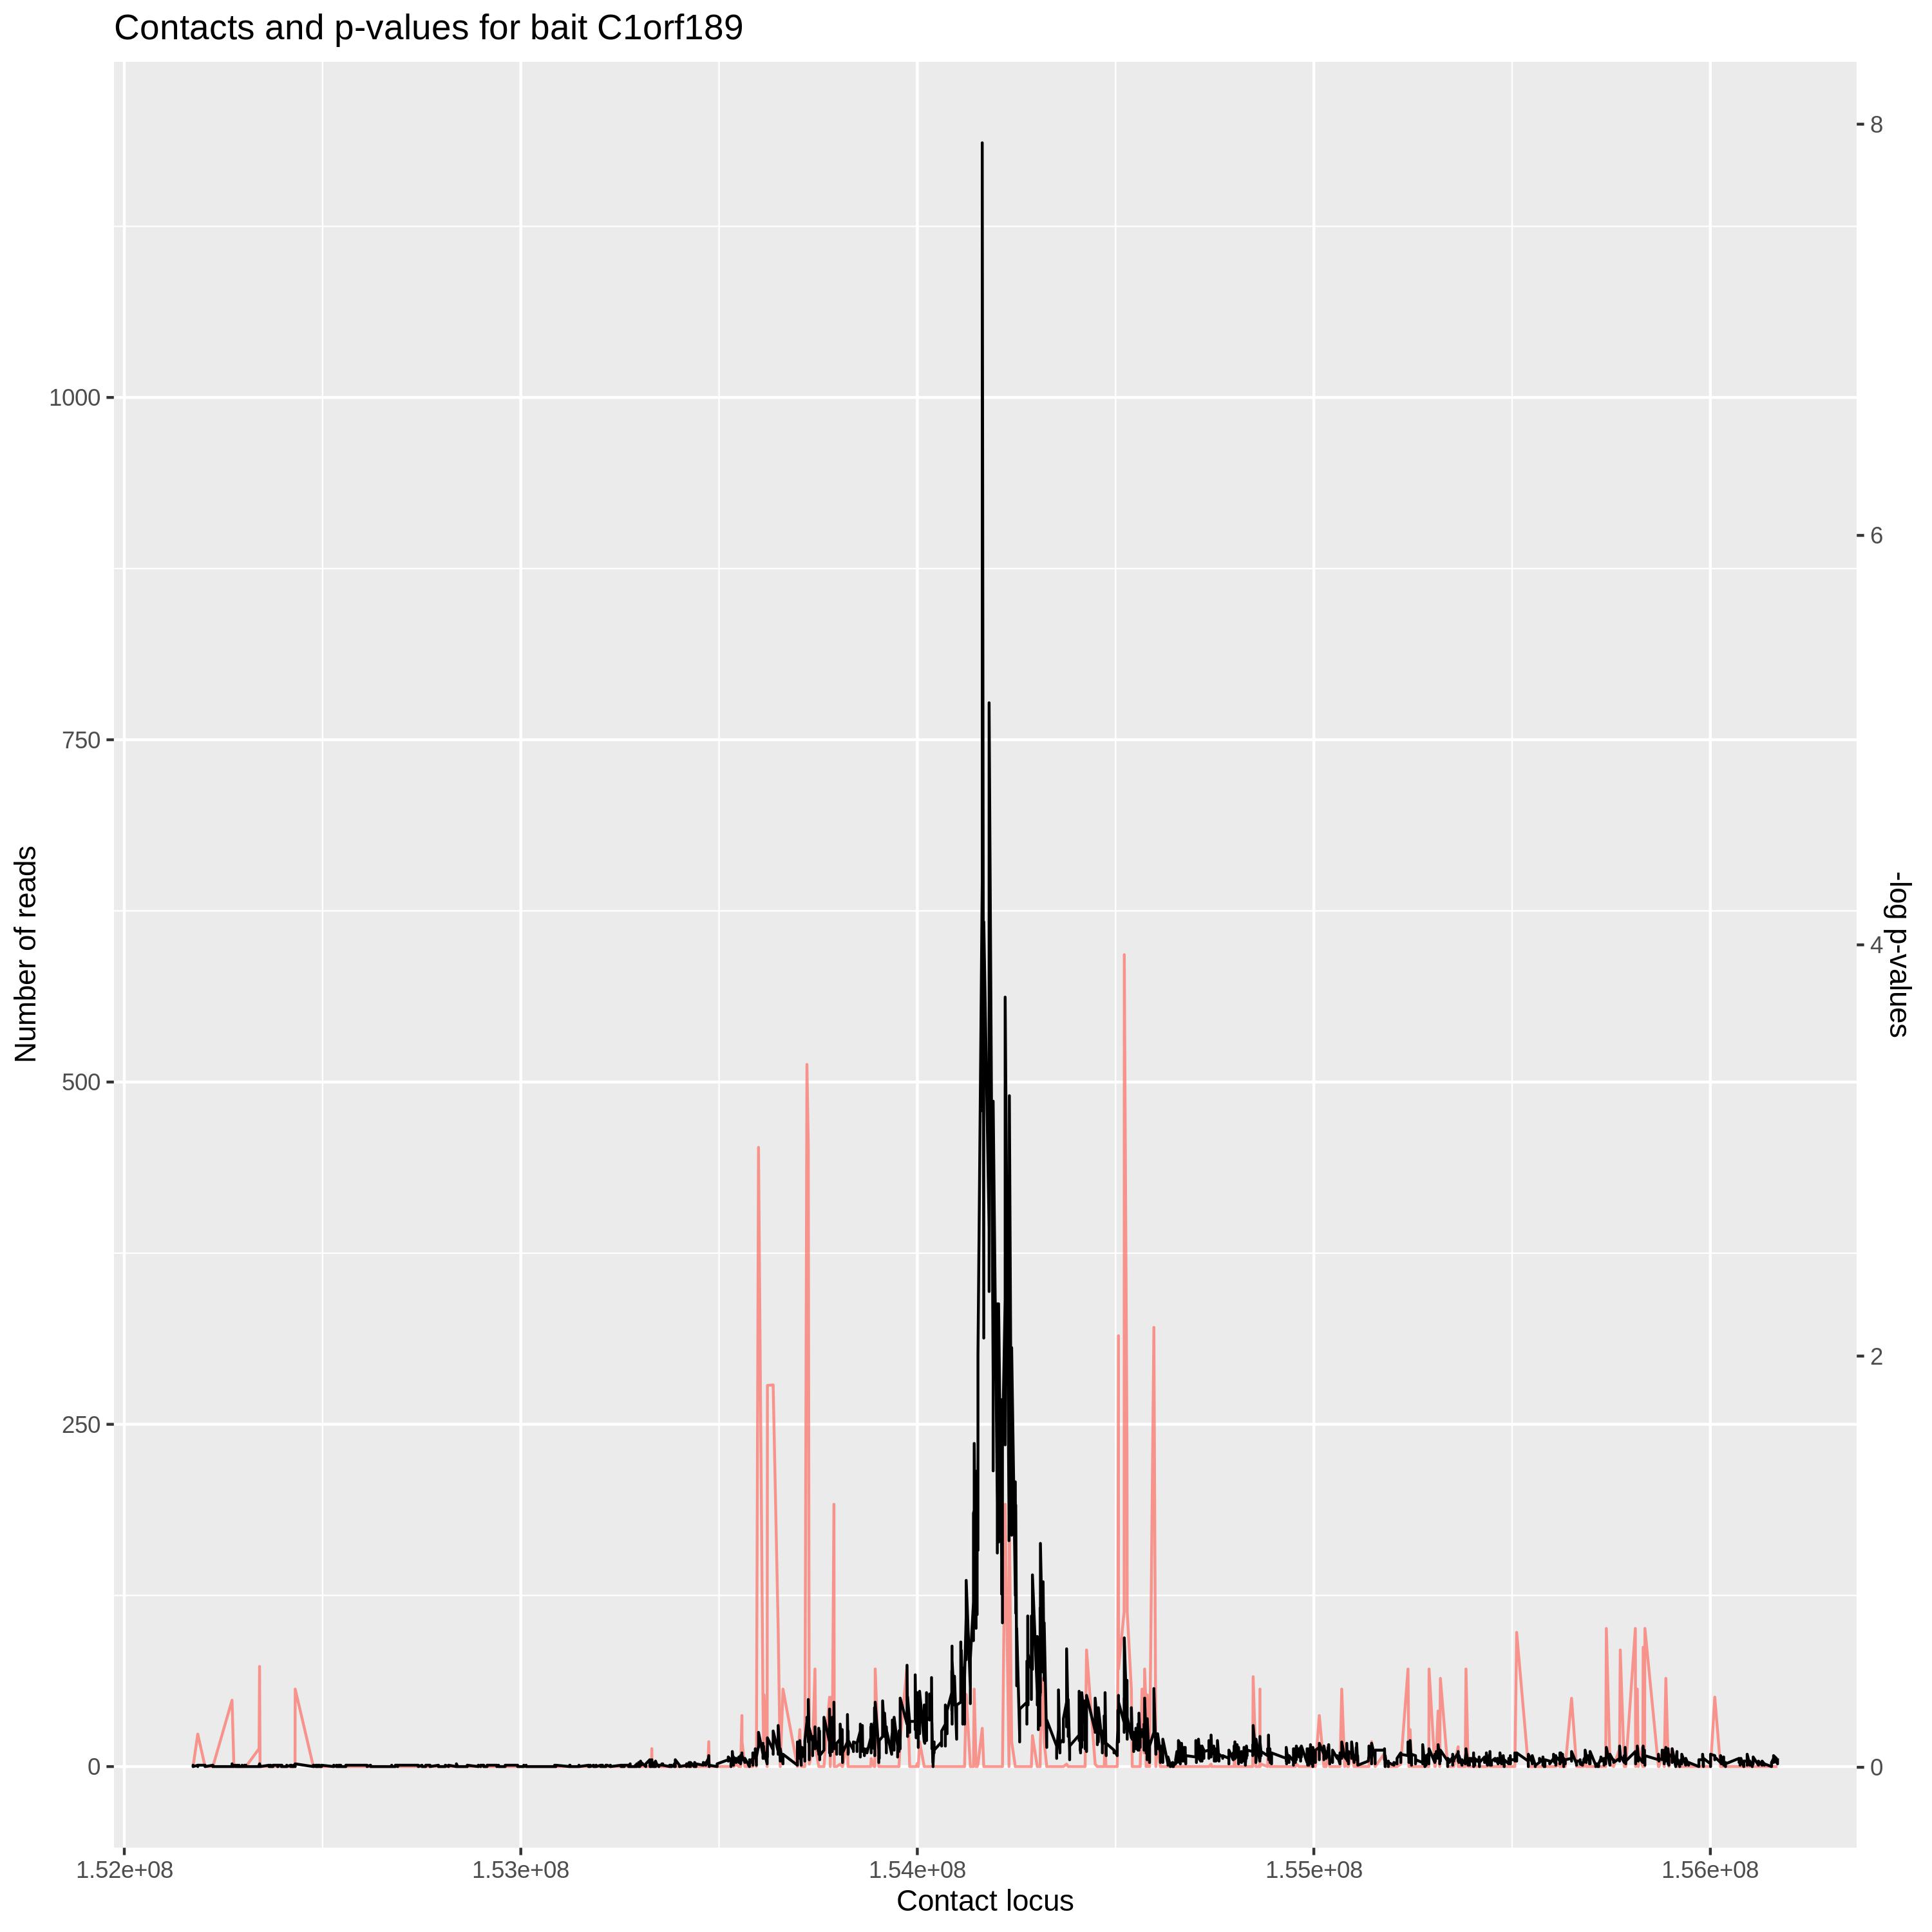 Contacts and p-values for bait C1orf189
Number of reads
1000
750
500
250
0
8
6
4
2
0
-log p-values
1.52e+08
1.53e+08
1.54e+08
1.55e+08
1.56e+08
Contact locus